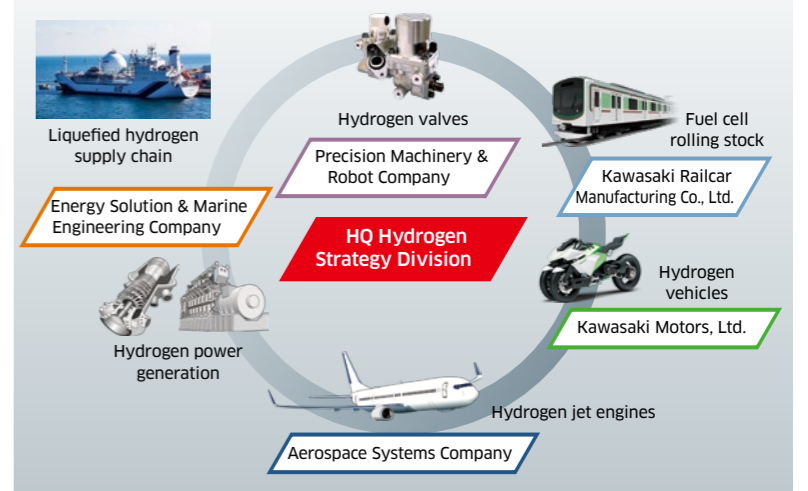 Liquefied hydrogen
supply chain
Energy Solution & Marine
Engineering Company
Hydrogen power
generation
Hydrogen valves
Precision Machinery &
Robot Company
HQ Hydrogen
Strategy Division
Fuel cell
rolling stock
Kawasaki Railcar
Manufacturing Co., Ltd.
Hydrogen
vehicles
Kawasaki Motors, Ltd.
Hydrogen jet engines
Aerospace Systems Company